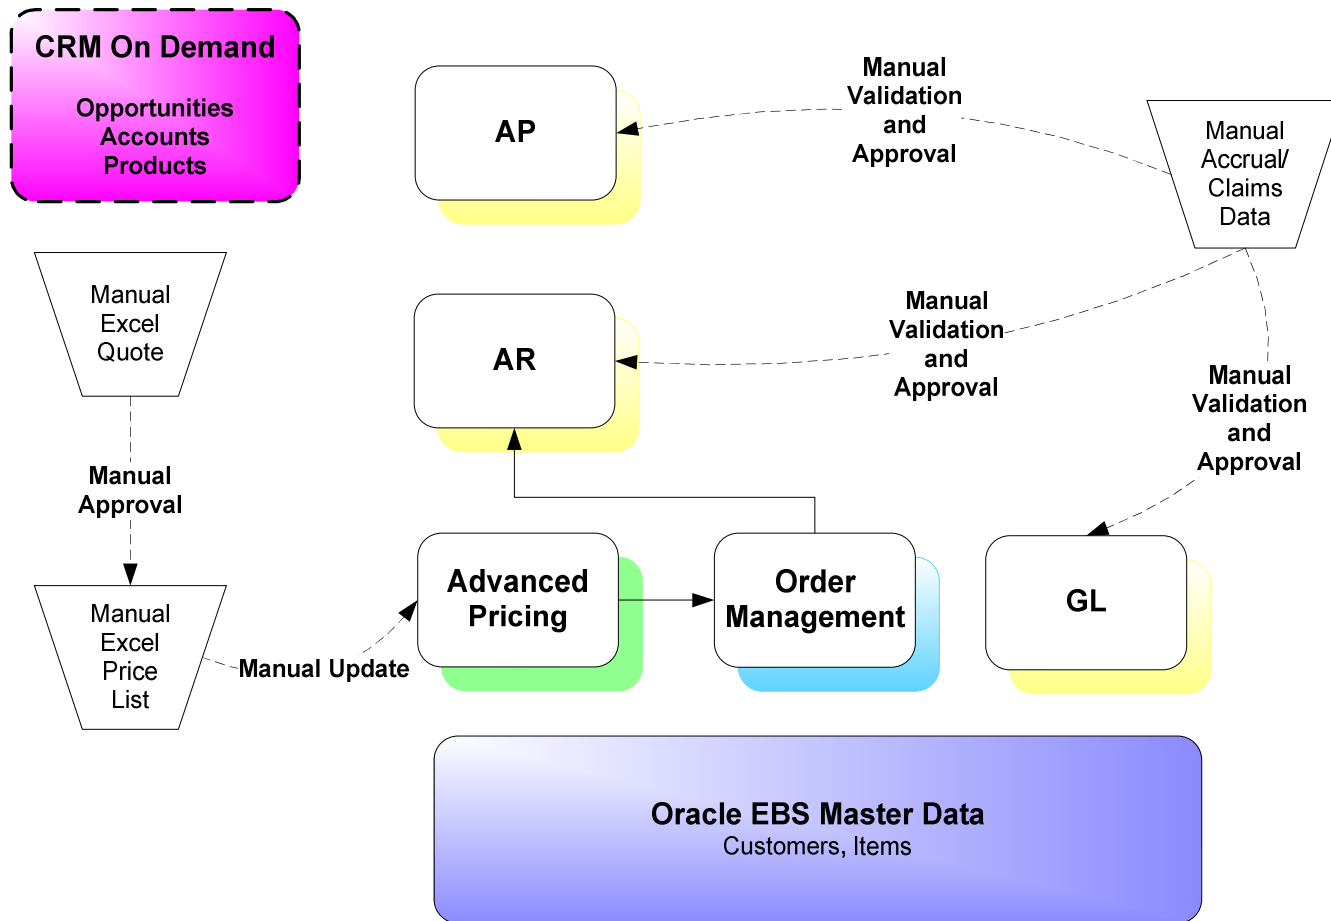 CRM On Demand
Opportunities
Accounts
Products
AP
Manual
Validation
and
Approval
Manual
Accrual/
Claims
Data
Manual
Excel
Quote
AR
Manual
Validation
and
Approval
Manual
Validation
and
Approval
Manual
Approval
Manual
Excel
Price
List
Manual Update
Advanced
Pricing
Order
Management
GL
Oracle EBS Master Data
Customers, Items